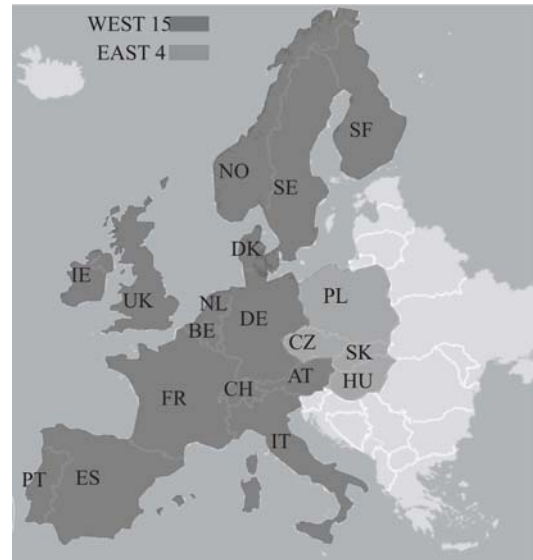 WEST 15
EAST 4
SF
NO
SE
DK
IE
UK
NL
BE
DE
PL
CZ
SK
AT
HU
CH
FR
IT
PT
ES